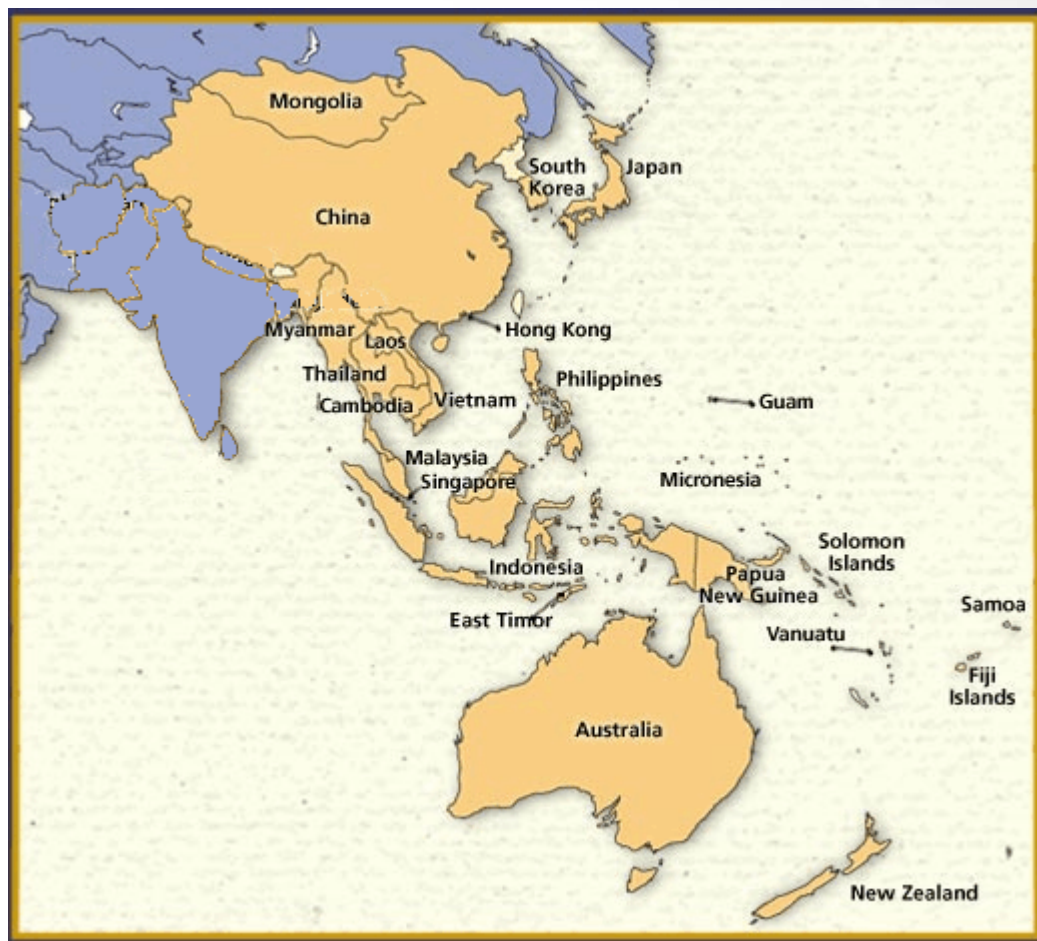 Mongolia
South
Korea
Japan
China
Myanmar
Laos
Hong Kong
Thailand
Philippines
Cambodia
Vietnam
Guam
Malaysia
Singapore
Micronesia
Solomon
Islands
Indonesia
Papua
New Guinea
East Timor
Samoa
Vanuatu
Fiji
Islands
Australia
New Zealand